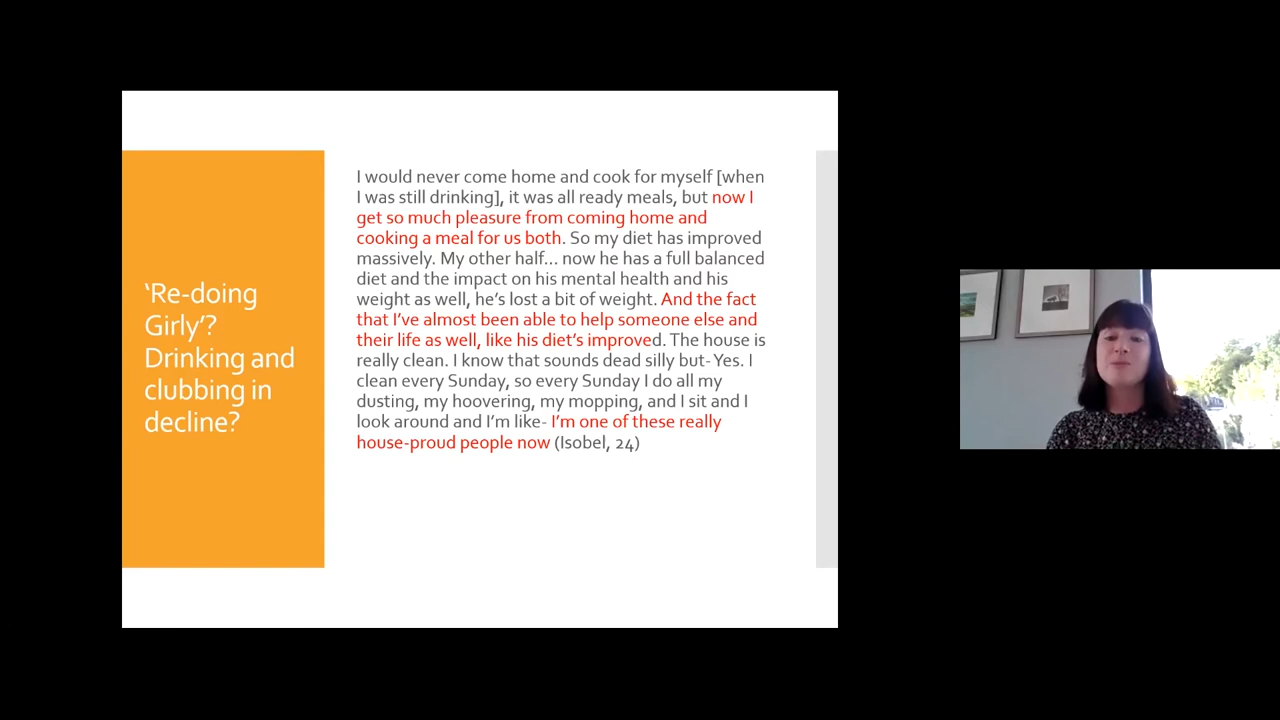 ‘Re-doing
Girly’?
Drinking and
clubbing in
decline?
I would never come home and cook for myself [when
I was still drinking], it was all ready meals, but now I
get so much pleasure from coming home and
cooking a meal for us both. So my diet has improved
massively. My other half... now he has a full balanced
diet and the impact on his mental health and his
weight as well, he’s lost a bit of weight. And the fact
that I’ve almost been able to help someone else and
their life as well, like his diet’s improved. The house is
really clean. I know that sounds dead silly but- Yes. I
clean every Sunday, so every Sunday I do all my
dusting, my hoovering, my mopping, and I sit and I
look around and I’m like- I’m one of these really
house-proud people now (Isobel, 24)